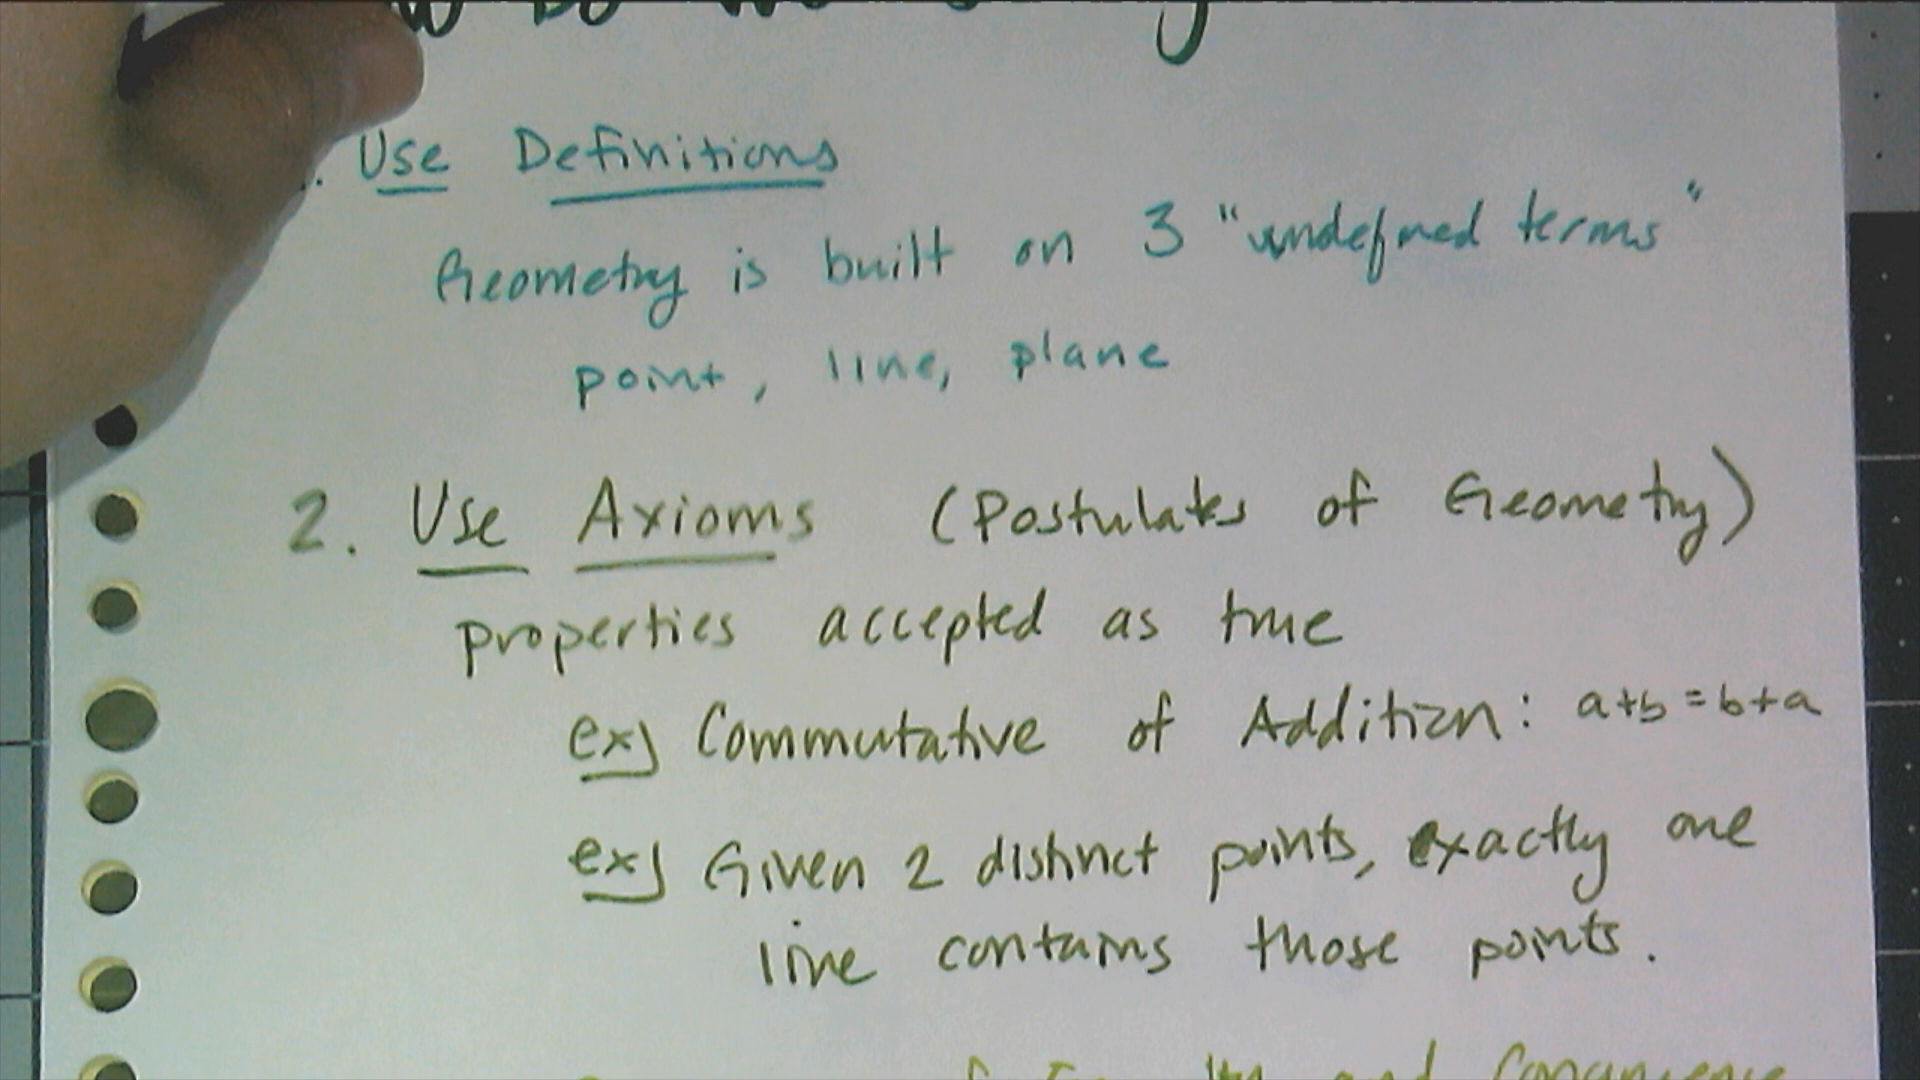 . Use Definitions
Geometry is built on 3 "undefined terms"
point, line, plane
2. Use Axioms (Postulates of Geometry)
properties accepted as true
ex) Commutative of Addition: a+b=b+a
ex) Given 2 distinct points, exactly one
line contains those points.
and